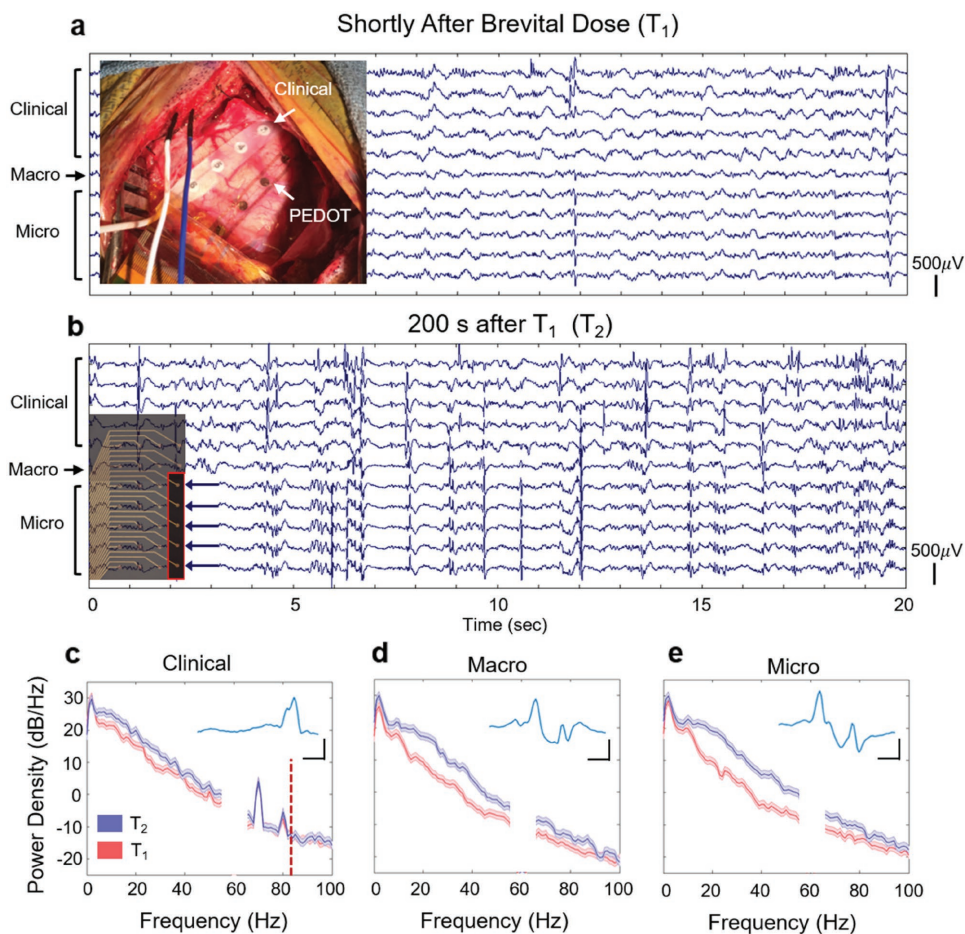 a
Shortly After Brevital Dose (T1)
Clinical
Macro
Micro
Clinical
PEDOT
500μV
b
200 s after T1 (T2)
Clinical
Macro
Micro
500μV
0 5 10 15 20
Time (sec)
c
Clinical
Power Density (dB/Hz)
30
20
10
0
-10
-20
T2
T1
0 20 40 60 80 100
Frequency (Hz)
d
Macro
0 20 40 60 80 100
Frequency (Hz)
e
Micro
0 20 40 60 80 100
Frequency (Hz)